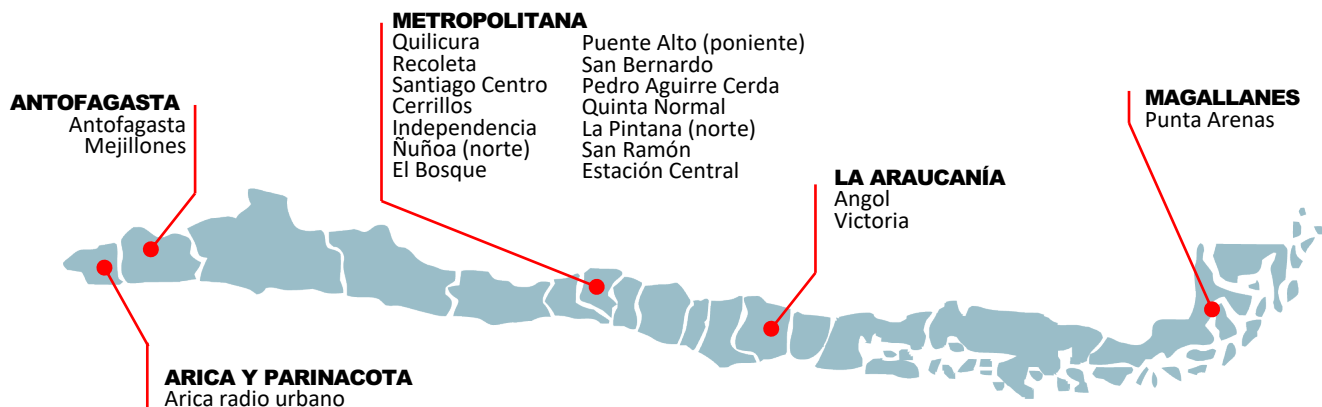 METROPOLITANA
Quilicura
Recoleta
Santiago Centro
Cerrillos
Independencia
Ñuñoa (norte)
El Bosque
Puente Alto (poniente)
San Bernardo
Pedro Aguirre Cerda
Quinta Normal
La Pintana (norte)
San Ramón
Estación Central
ANTOFAGASTA
Antofagasta
Mejillones
MAGALLANES
Punta Arenas
LA ARAUCANÍA
Angol
Victoria
ARICA Y PARINACOTA
Arica radio urbano